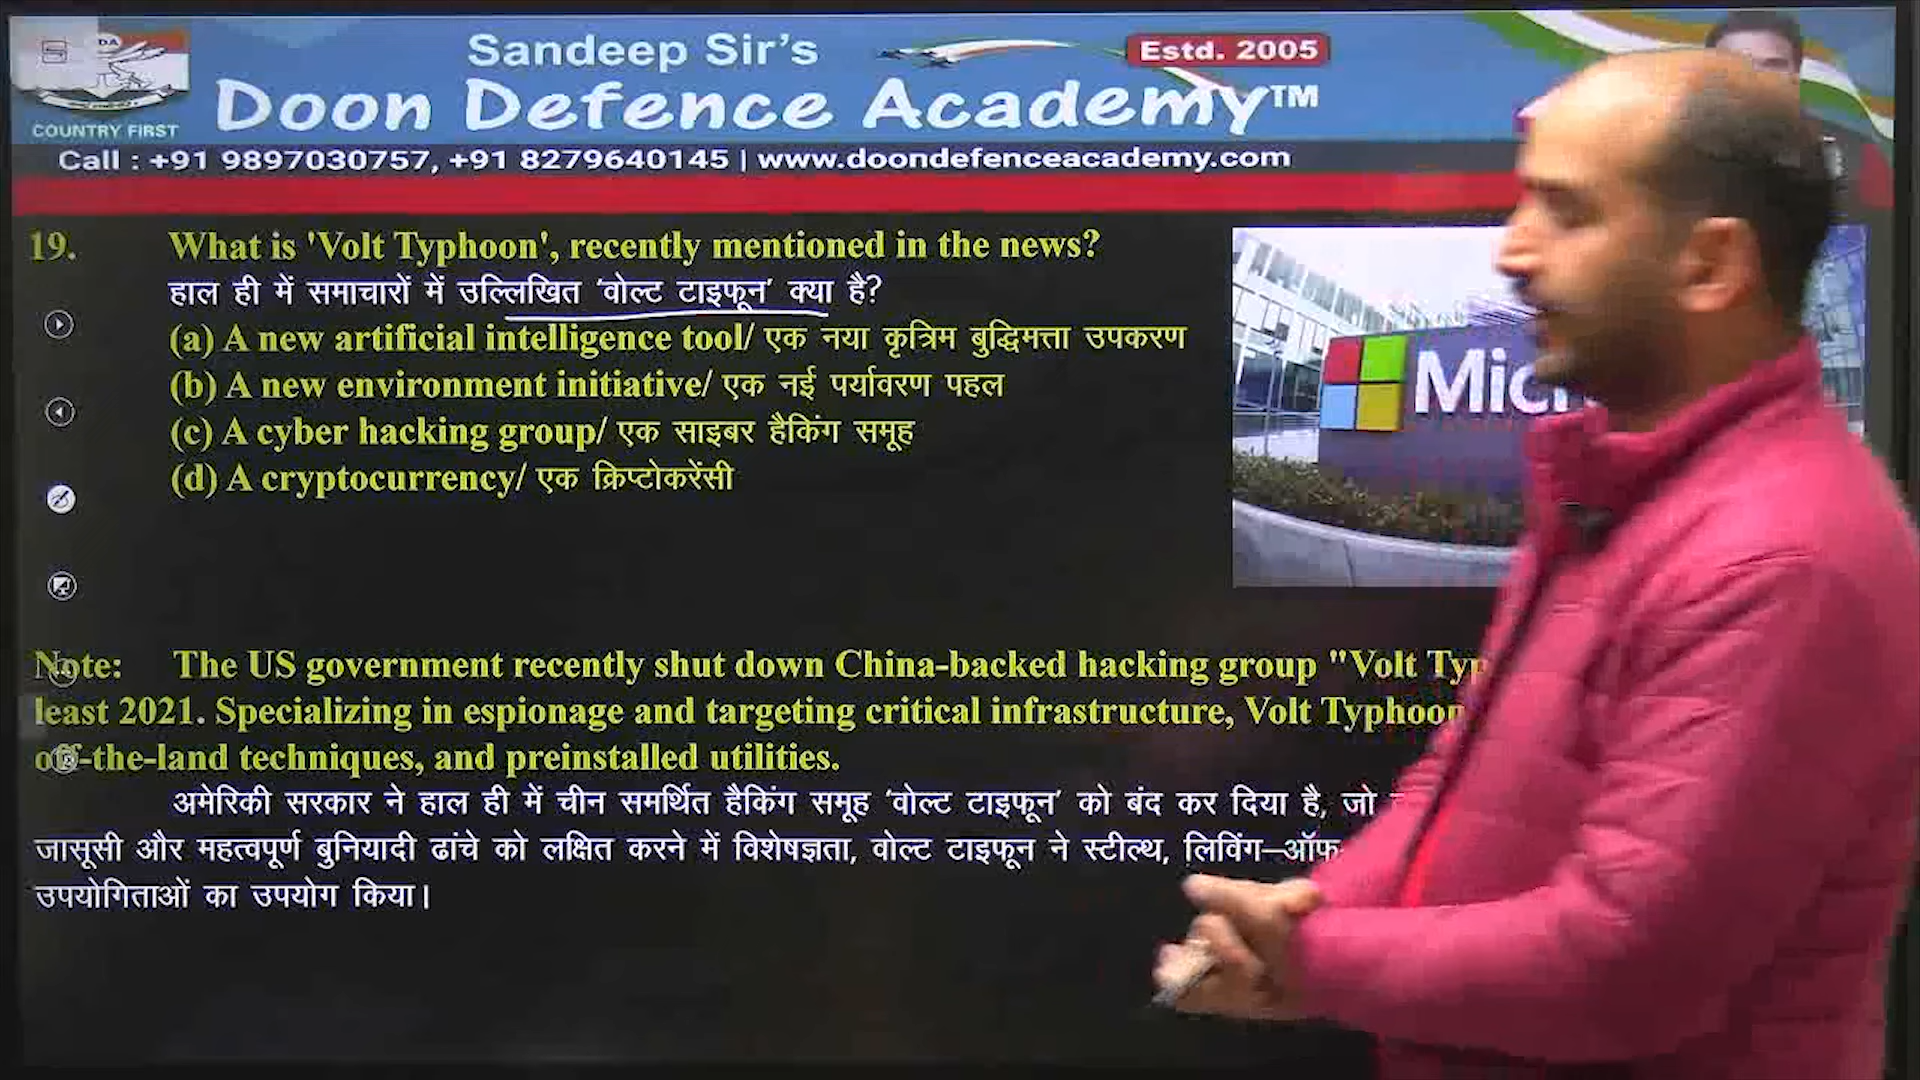 Sandeep Sir's
Estd. 2005
Doon Defence Academy™
COUNTRY FIRST
Call : +91 9897030757, +91 8279640145 | www.doondefenceacademy.com
19. What is 'Volt Typhoon', recently mentioned in the news?
हाल ही में समाचारों में उल्लिखित 'वोल्ट टाइफून' क्या है?
(a) A new artificial intelligence tool/ एक नया कृत्रिम बुद्धिमत्ता उपकरण
(b) A new environment initiative/ एक नई पर्यावरण पहल
(c) A cyber hacking group/ एक साइबर हैकिंग समूह
(d) A cryptocurrency/ एक क्रिप्टोकरेंसी
Note: The US government recently shut down China-backed hacking group "Volt
least 2021. Specializing in espionage and targeting critical infrastructure, Volt Typhoon
off-the-land techniques, and preinstalled utilities.
अमेरिकी सरकार ने हाल ही में चीन समर्थित हैकिंग समूह 'वोल्ट टाइफून' को बंद कर दिया है, जो
जासूसी और महत्वपूर्ण बुनियादी ढांचे को लक्षित करने में विशेषज्ञता, वोल्ट टाइफून ने स्टील्थ, लिविंग–ऑफ
उपयोगिताओं का उपयोग किया।